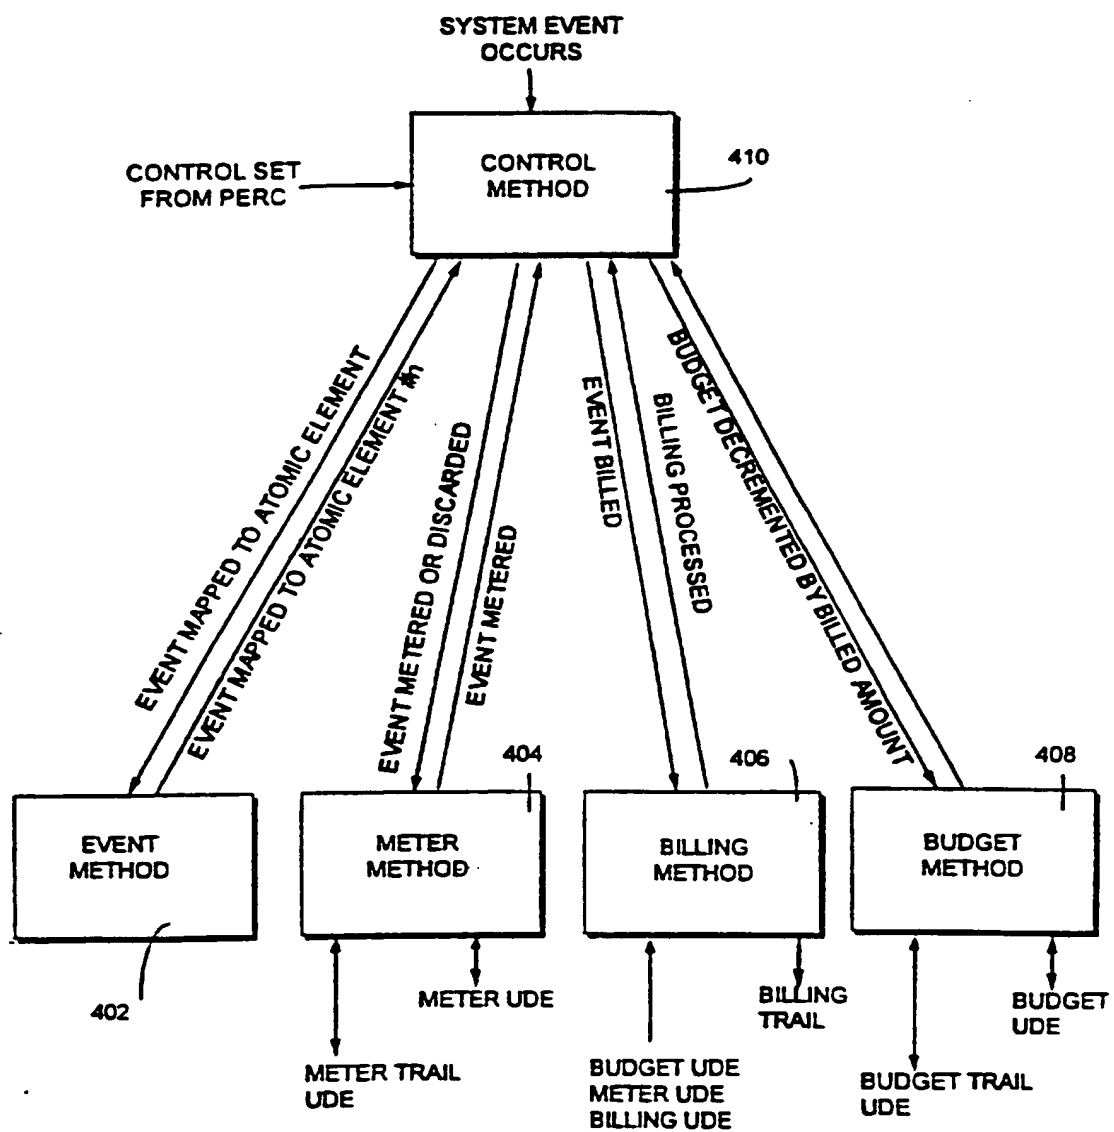 SYSTEM EVENT
OCCURS
CONTROL SET
FROM PERC
CONTROL
METHOD
410
EVENT MAPPED TO ATOMIC ELEMENT
EVENT MAPPED TO ATOMIC ELEMENT #n
EVENT METERED OR DISCARDED
EVENT METERED
EVENT BILLED
BILLING PROCESSED
BUDGET DECREMENTED BY BILLED AMOUNT
404
406
408
EVENT
METHOD
METER
METHOD
BILLING
METHOD
BUDGET
METHOD
402
METER UDE
METER TRAIL
UDE
BUDGET UDE
METER UDE
BILLING UDE
BILLING
TRAIL
BUDGET TRAIL
UDE
BUDGET
UDE